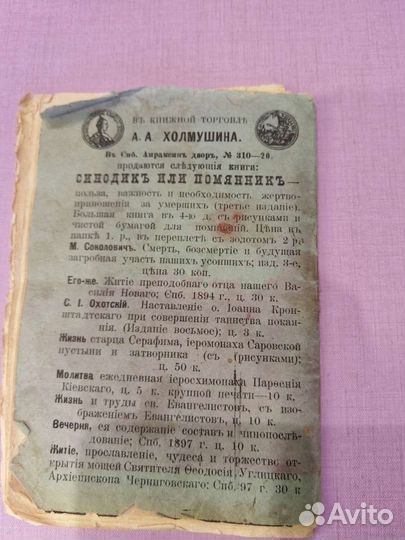 ВЪ КНИЖНОЙ ТОРГОВЛѢ
А. А. ХОЛМУШИНА.
Въ Спб. Апраксинъ дворъ, № 310—20.
продаются слѣдующія книги:
СИНОДИКЪ ИЛИ ПОМЯННИКЪ—
польза, важность и необходимость жертво-
приношенія за умершихъ (третье изданіе).
Большая книга въ 4-ю д. съ рисунками и
чистой бумагой для помѣненій. Цѣна въ
папкѣ 1 р., въ переплетѣ съ золотомъ 2 р.
М. Соколовичъ. Смерть, безсмертіе и будущая
загробная участь нашихъ усопшихъ; изд. 3-е,
цѣна 30 коп.
Его-же. Житіе преподобнаго отца нашего Ва-
силія Новаго; Спб. 1894 г., ц. 30 к.
С. І. Охотскій. Наставленіе о. Іоанна Крон-
штадтскаго при совершеніи таинства покая-
нія. (Изданіе восьмое); ц. 3 к.
Жизнь старца Серафима, іеромонаха Саровской
пустыни и затворника (съ рисунками);
ц. 50 к.
Молитва ежедневная іеросхимонаха Парѳенія
Кіевскаго, ц. 5 к. крупной печати—10 к.
Жизнь и труды св. Евангелистовъ, съ изо-
браженіемъ Евангелистовъ, ц. 10 к.
Вечерня, ея содержаніе составъ и чинопослѣ-
дованіе; Спб. 1897 г. ц. 10 к.
Житіе, прославленіе, чудеса и торжество от-
крытія мощей Святителя Ѳеодосія, Углицкаго,
Архіепископа Черниговскаго: Спб. 97 г. 30 к
Avito